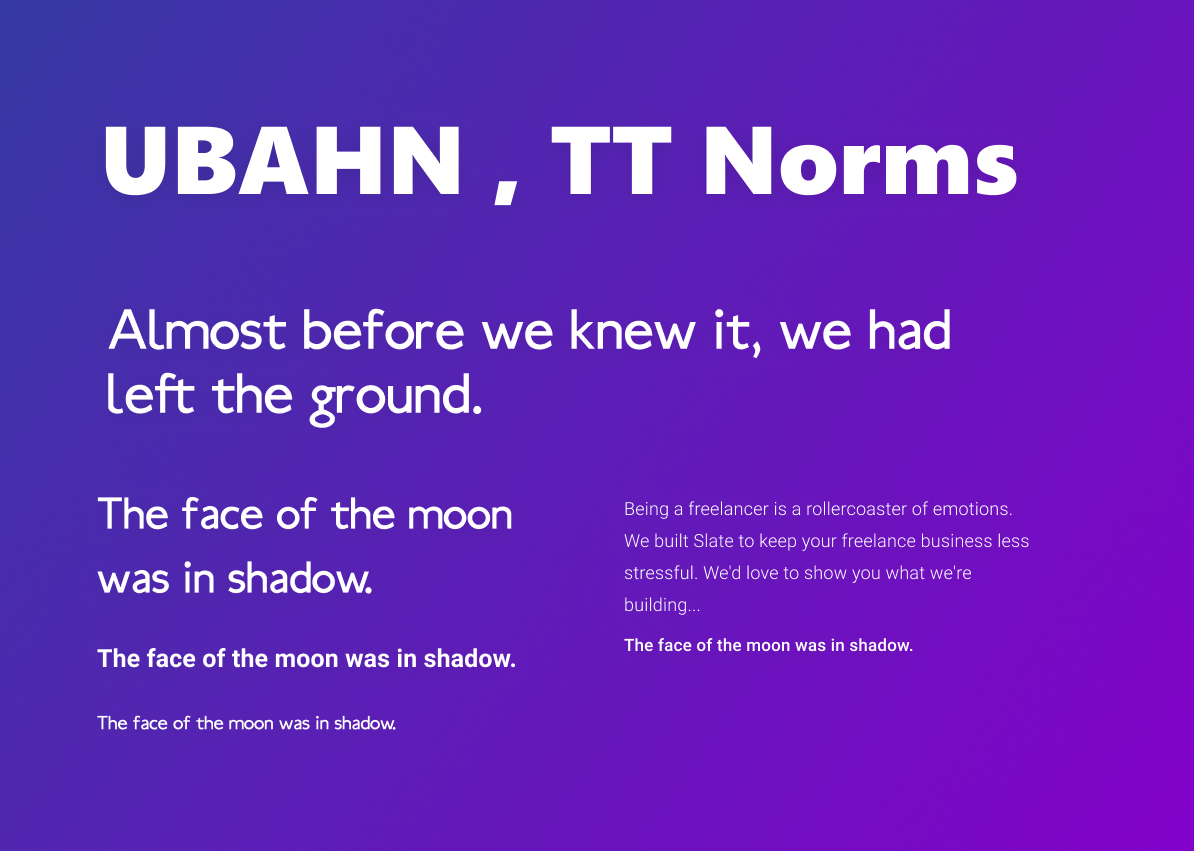 UBAHN , TT Norms
Almost before we knew it, we had
left the ground.
The face of the moon
was in shadow.
The face of the moon was in shadow.
The face of the moon was in shadow.
Being a freelancer is a rollercoaster of emotions.
We built Slate to keep your freelance business less
stressful. We'd love to show you what we're
building...
The face of the moon was in shadow.